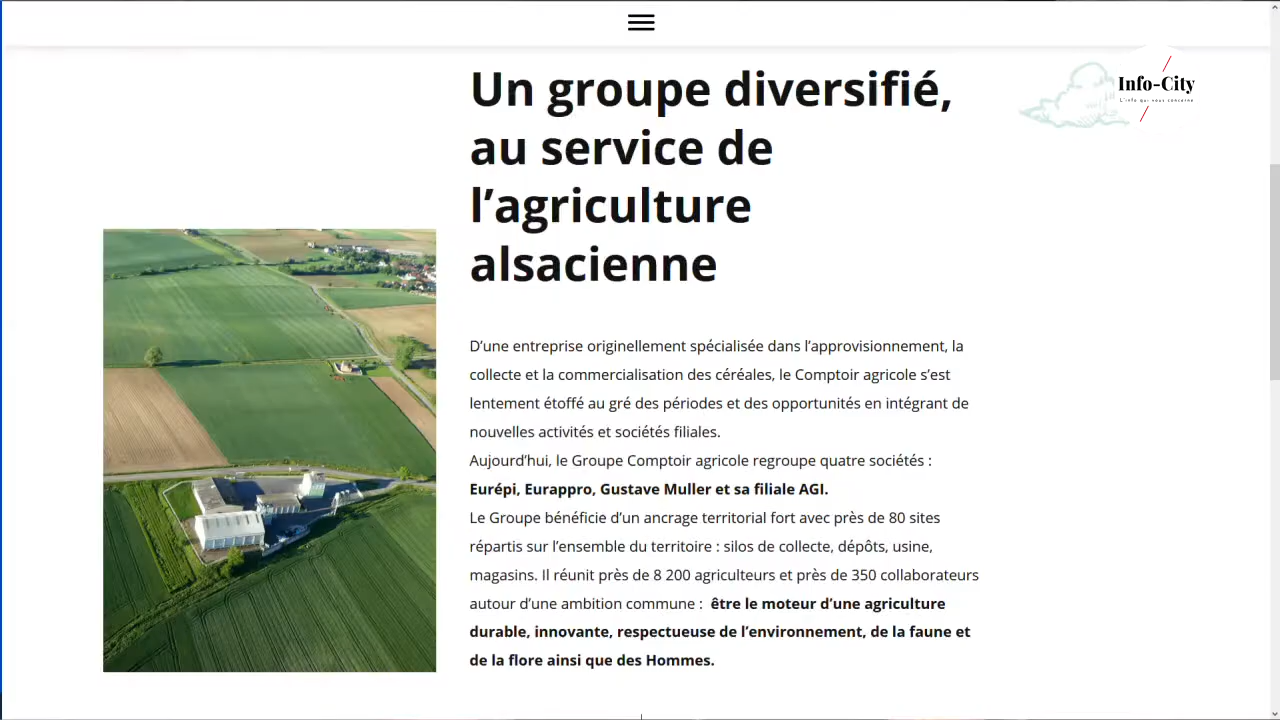 Un groupe diversifié,
au service de
l’agriculture
alsacienne
Info-City
L'info qui vous concerne
D’une entreprise originellement spécialisée dans l’approvisionnement, la
collecte et la commercialisation des céréales, le Comptoir agricole s’est
lentement étoffé au gré des périodes et des opportunités en intégrant de
nouvelles activités et sociétés filiales.
Aujourd’hui, le Groupe Comptoir agricole regroupe quatre sociétés :
Eurépi, Eurappro, Gustave Muller et sa filiale AGI.
Le Groupe bénéficie d’un ancrage territorial fort avec près de 80 sites
répartis sur l’ensemble du territoire : silos de collecte, dépôts, usine,
magasins. Il réunit près de 8 200 agriculteurs et près de 350 collaborateurs
autour d’une ambition commune : être le moteur d’une agriculture
durable, innovante, respectueuse de l’environnement, de la faune et
de la flore ainsi que des Hommes.